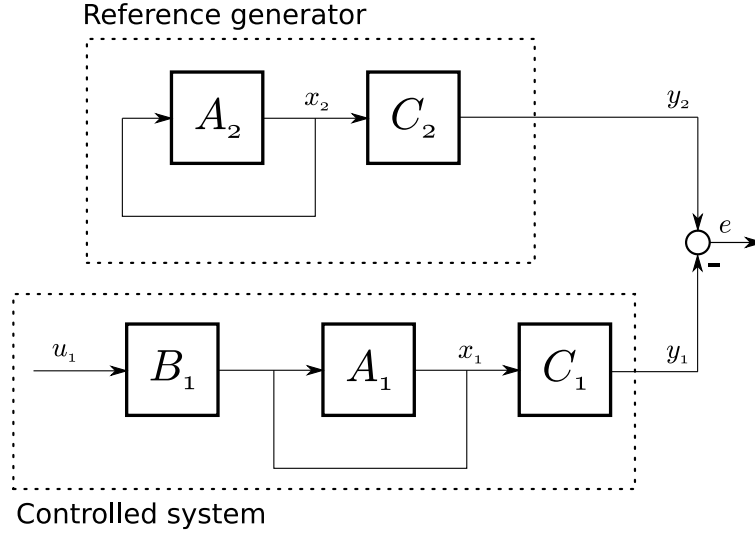 Reference generator
A₂
x₂
C₂
y₂
e
-
u₁
B₁
A₁
x₁
C₁
y₁
Controlled system